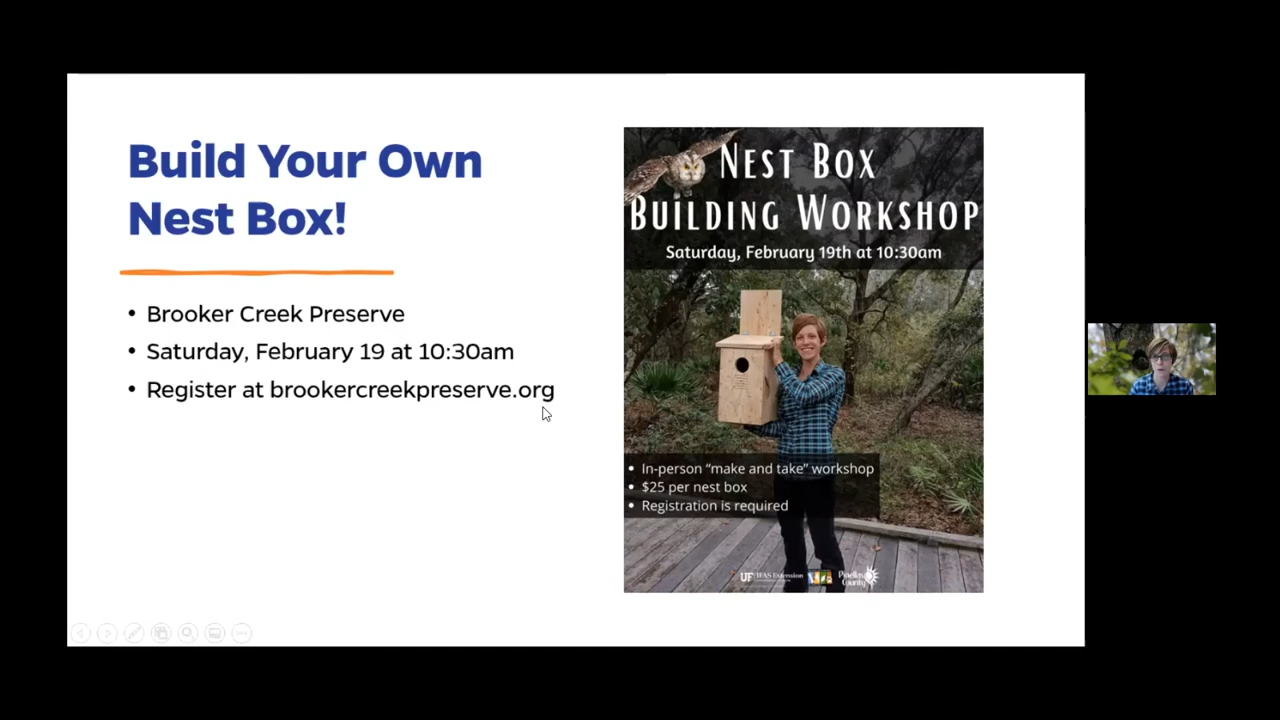 Build Your Own
Nest Box!
• Brooker Creek Preserve
• Saturday, February 19 at 10:30am
• Register at brookercreekpreserve.org
NEST BOX
BUILDING WORKSHOP
Saturday, February 19th at 10:30am
• In-person “make and take” workshop
• $25 per nest box
• Registration is required
UF IFAS Extension
Pinellas
County